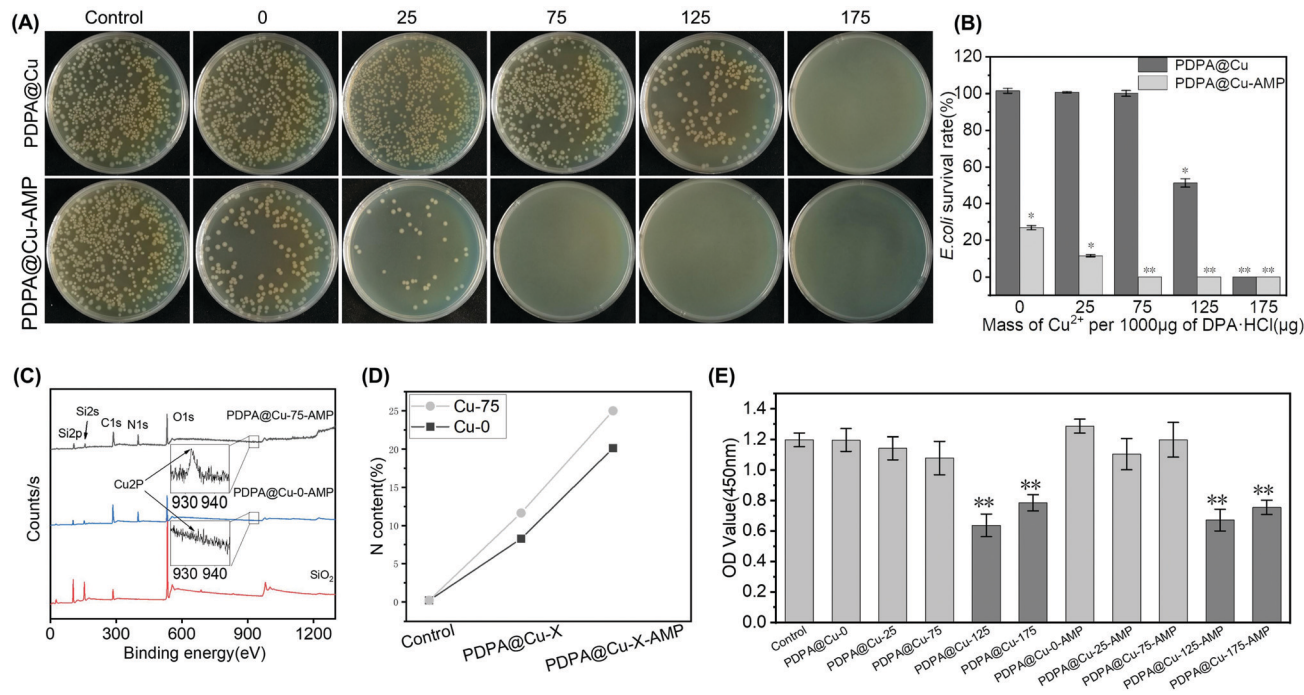 (A)
Control 0 25 75 125 175
PDPA@Cu
PDPA@Cu-AMP
(B)
PDPA@Cu
PDPA@Cu-AMP
E.coli survival rate(%)
120
100
80
60
40
20
0
* * ** * ** ** **
0 25 75 125 175
Mass of Cu²⁺ per 1000μg of DPA·HCl(μg)
(C)
Counts/s
Si2p
Si2s
C1s
N1s
O1s
PDPA@Cu-75-AMP
Cu2P
930 940
PDPA@Cu-0-AMP
930 940
SiO₂
0 300 600 900 1200
Binding energy(eV)
(D)
N content(%)
25
20
15
10
5
0
Cu-75
Cu-0
Control
PDPA@Cu-X
PDPA@Cu-X-AMP
(E)
OD Value(450nm)
1.4
1.2
1.0
0.8
0.6
0.4
0.2
0.0
** ** ** **
Control
PDPA@Cu-0
PDPA@Cu-25
PDPA@Cu-75
PDPA@Cu-125
PDPA@Cu-175
PDPA@Cu-0-AMP
PDPA@Cu-25-AMP
PDPA@Cu-75-AMP
PDPA@Cu-125-AMP
PDPA@Cu-175-AMP